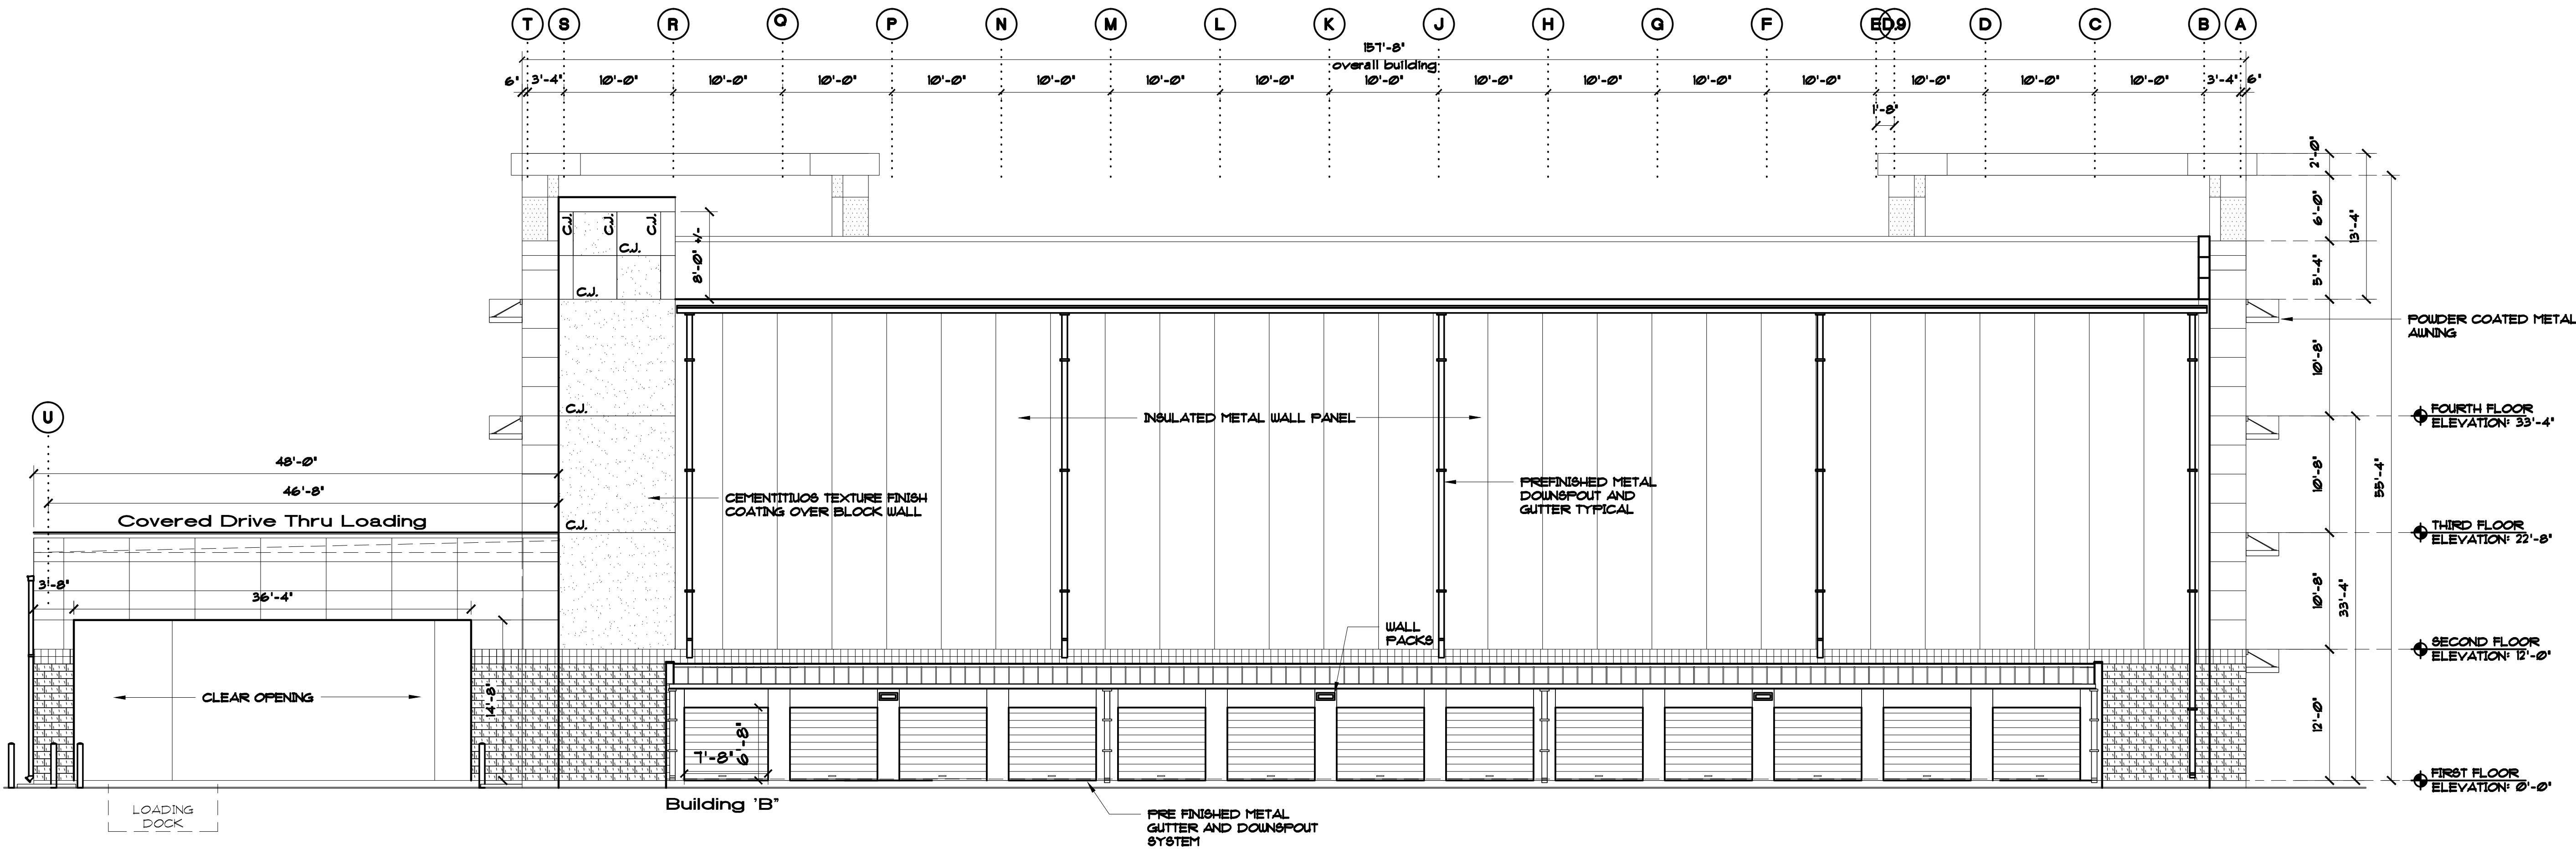 T S R Q P N M L K J H G F E D.9 D C B A
157'-8"
overall building
6" 3'-4" 10'-0" 10'-0" 10'-0" 10'-0" 10'-0" 10'-0" 10'-0" 10'-0" 10'-0" 10'-0" 10'-0" 10'-0" 10'-0" 10'-0" 10'-0" 3'-4" 6"
1'-8"
2'-0"
6'-0"
13'-4"
5'-4"
C.J. C.J. C.J.
C.J.
8'-0" +/-
C.J.
POWDER COATED METAL
AWNING
10'-8"
C.J.
INSULATED METAL WALL PANEL
FOURTH FLOOR
ELEVATION: 33'-4"
U
48'-0"
46'-8"
Covered Drive Thru Loading
CEMENTITIUOS TEXTURE FINISH
COATING OVER BLOCK WALL
PREFINISHED METAL
DOWNSPOUT AND
GUTTER TYPICAL
10'-8"
55'-4"
C.J.
THIRD FLOOR
ELEVATION: 22'-8"
3'-8"
36'-4"
10'-8"
33'-4"
WALL
PACKS
SECOND FLOOR
ELEVATION: 12'-0"
CLEAR OPENING
14'-8"
7'-8"
6'-8"
12'-0"
FIRST FLOOR
ELEVATION: 0'-0"
Building 'B"
LOADING
DOCK
PRE FINISHED METAL
GUTTER AND DOWNSPOUT
SYSTEM